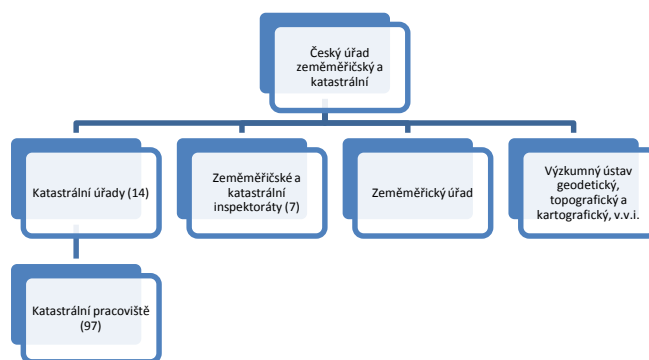 Český úřad
zeměměřičský a
katastrální
Katastrální úřady (14)
Zeměměřičské a
katastrální
inspektoráty (7)
Zeměměřický úřad
Výzkumný ústav
geodetický,
topografický a
kartografický, v.v.i.
Katastrální pracoviště
(97)